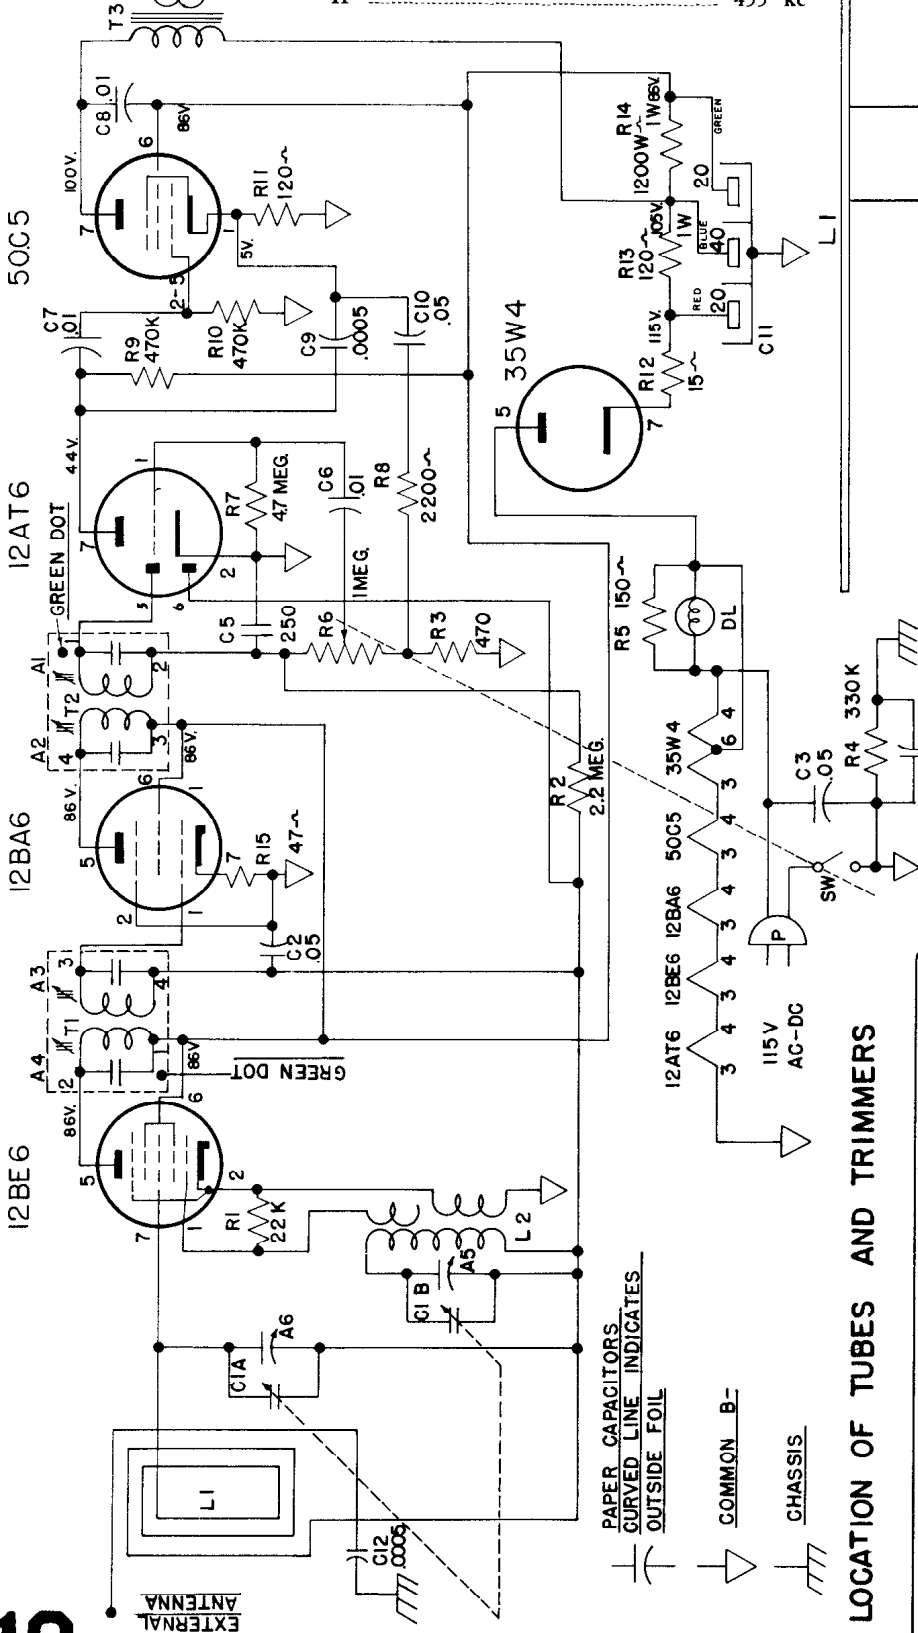 12BE6
12BA6
12AT6
50C5
A4
A3
A2
A1
GREEN DOT
T1
T2
T3
455 kc
86V.
5
2
3
86V.
5
4
1
44V.
7
C7
.01
100V.
7
C8 .01
7
6
1
4
2
6
3
2
5
1
R9
470K
6
86V
86V
86V.
1
2
1
1
6
2
2-5
1
GREEN DOT
7
R15
47~
R7
4.7 MEG.
R10
470K
5V.
R11
120~
EXTERNAL
ANTENNA
L1
C1A
A6
R1
22K
C2
.05
C5
250
C6
.01
C9
.0005
C10
.05
R6
1 MEG.
R8
2200~
C12
.0005
C1B
A5
L2
R2
2.2 MEG.
R3
470
35W4
5
7
R12
15~
115V.
R13
120~
1W
105V.
R14
1200W~
1W
86V.
RED
BLUE
GREEN
20
40
20
C11
L1
R5
150~
DL
12AT6
12BE6
12BA6
50C5
35W4
3
4
3
4
3
4
3
4
3
6
4
115V
AC-DC
P
SW
C3
.05
R4
330K
PAPER CAPACITORS
CURVED LINE INDICATES
OUTSIDE FOIL
COMMON B-
CHASSIS
LOCATION OF TUBES AND TRIMMERS